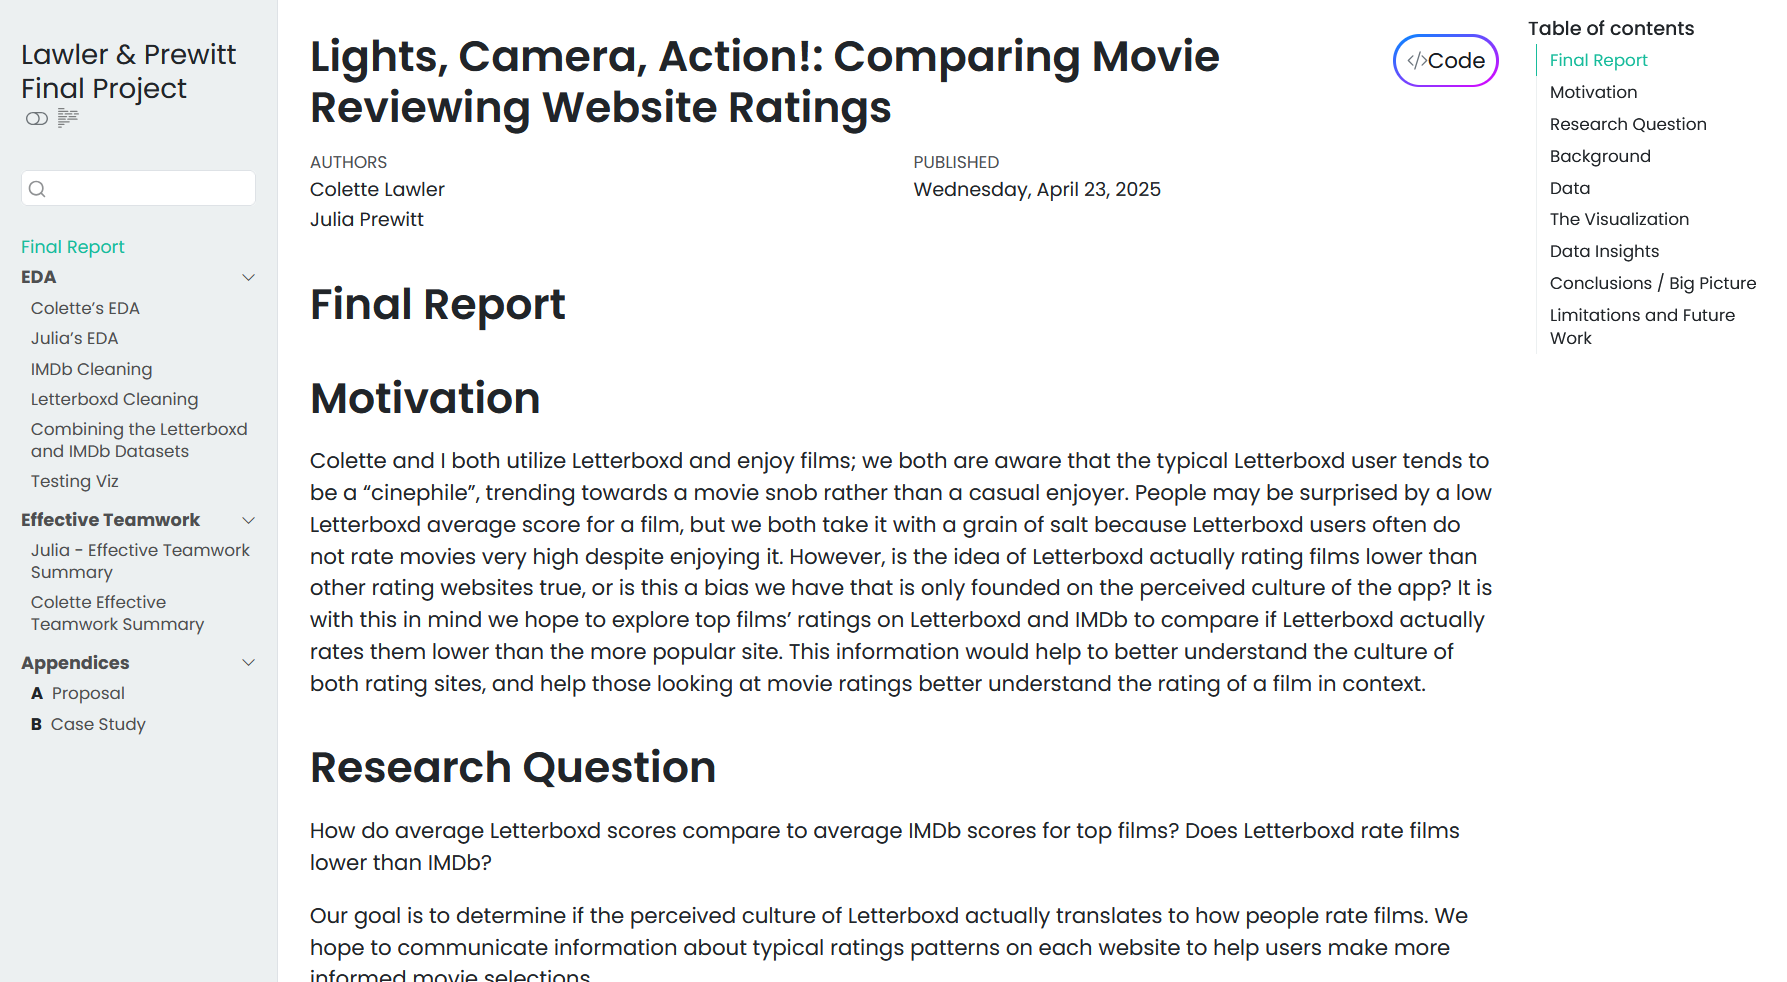 Lawler & Prewitt
Final Project
Final Report
EDA
Colette’s EDA
Julia’s EDA
IMDb Cleaning
Letterboxd Cleaning
Combining the Letterboxd
and IMDb Datasets
Testing Viz
Effective Teamwork
Julia - Effective Teamwork
Summary
Colette Effective
Teamwork Summary
Appendices
A Proposal
B Case Study
Lights, Camera, Action!: Comparing Movie
Reviewing Website Ratings
</>Code
AUTHORS
Colette Lawler
Julia Prewitt
PUBLISHED
Wednesday, April 23, 2025
Final Report
Motivation
Colette and I both utilize Letterboxd and enjoy films; we both are aware that the typical Letterboxd user tends to
be a “cinephile”, trending towards a movie snob rather than a casual enjoyer. People may be surprised by a low
Letterboxd average score for a film, but we both take it with a grain of salt because Letterboxd users often do
not rate movies very high despite enjoying it. However, is the idea of Letterboxd actually rating films lower than
other rating websites true, or is this a bias we have that is only founded on the perceived culture of the app? It is
with this in mind we hope to explore top films’ ratings on Letterboxd and IMDb to compare if Letterboxd actually
rates them lower than the more popular site. This information would help to better understand the culture of
both rating sites, and help those looking at movie ratings better understand the rating of a film in context.
Research Question
How do average Letterboxd scores compare to average IMDb scores for top films? Does Letterboxd rate films
lower than IMDb?
Our goal is to determine if the perceived culture of Letterboxd actually translates to how people rate films. We
hope to communicate information about typical ratings patterns on each website to help users make more
informed movie selections.
Table of contents
Final Report
Motivation
Research Question
Background
Data
The Visualization
Data Insights
Conclusions / Big Picture
Limitations and Future
Work